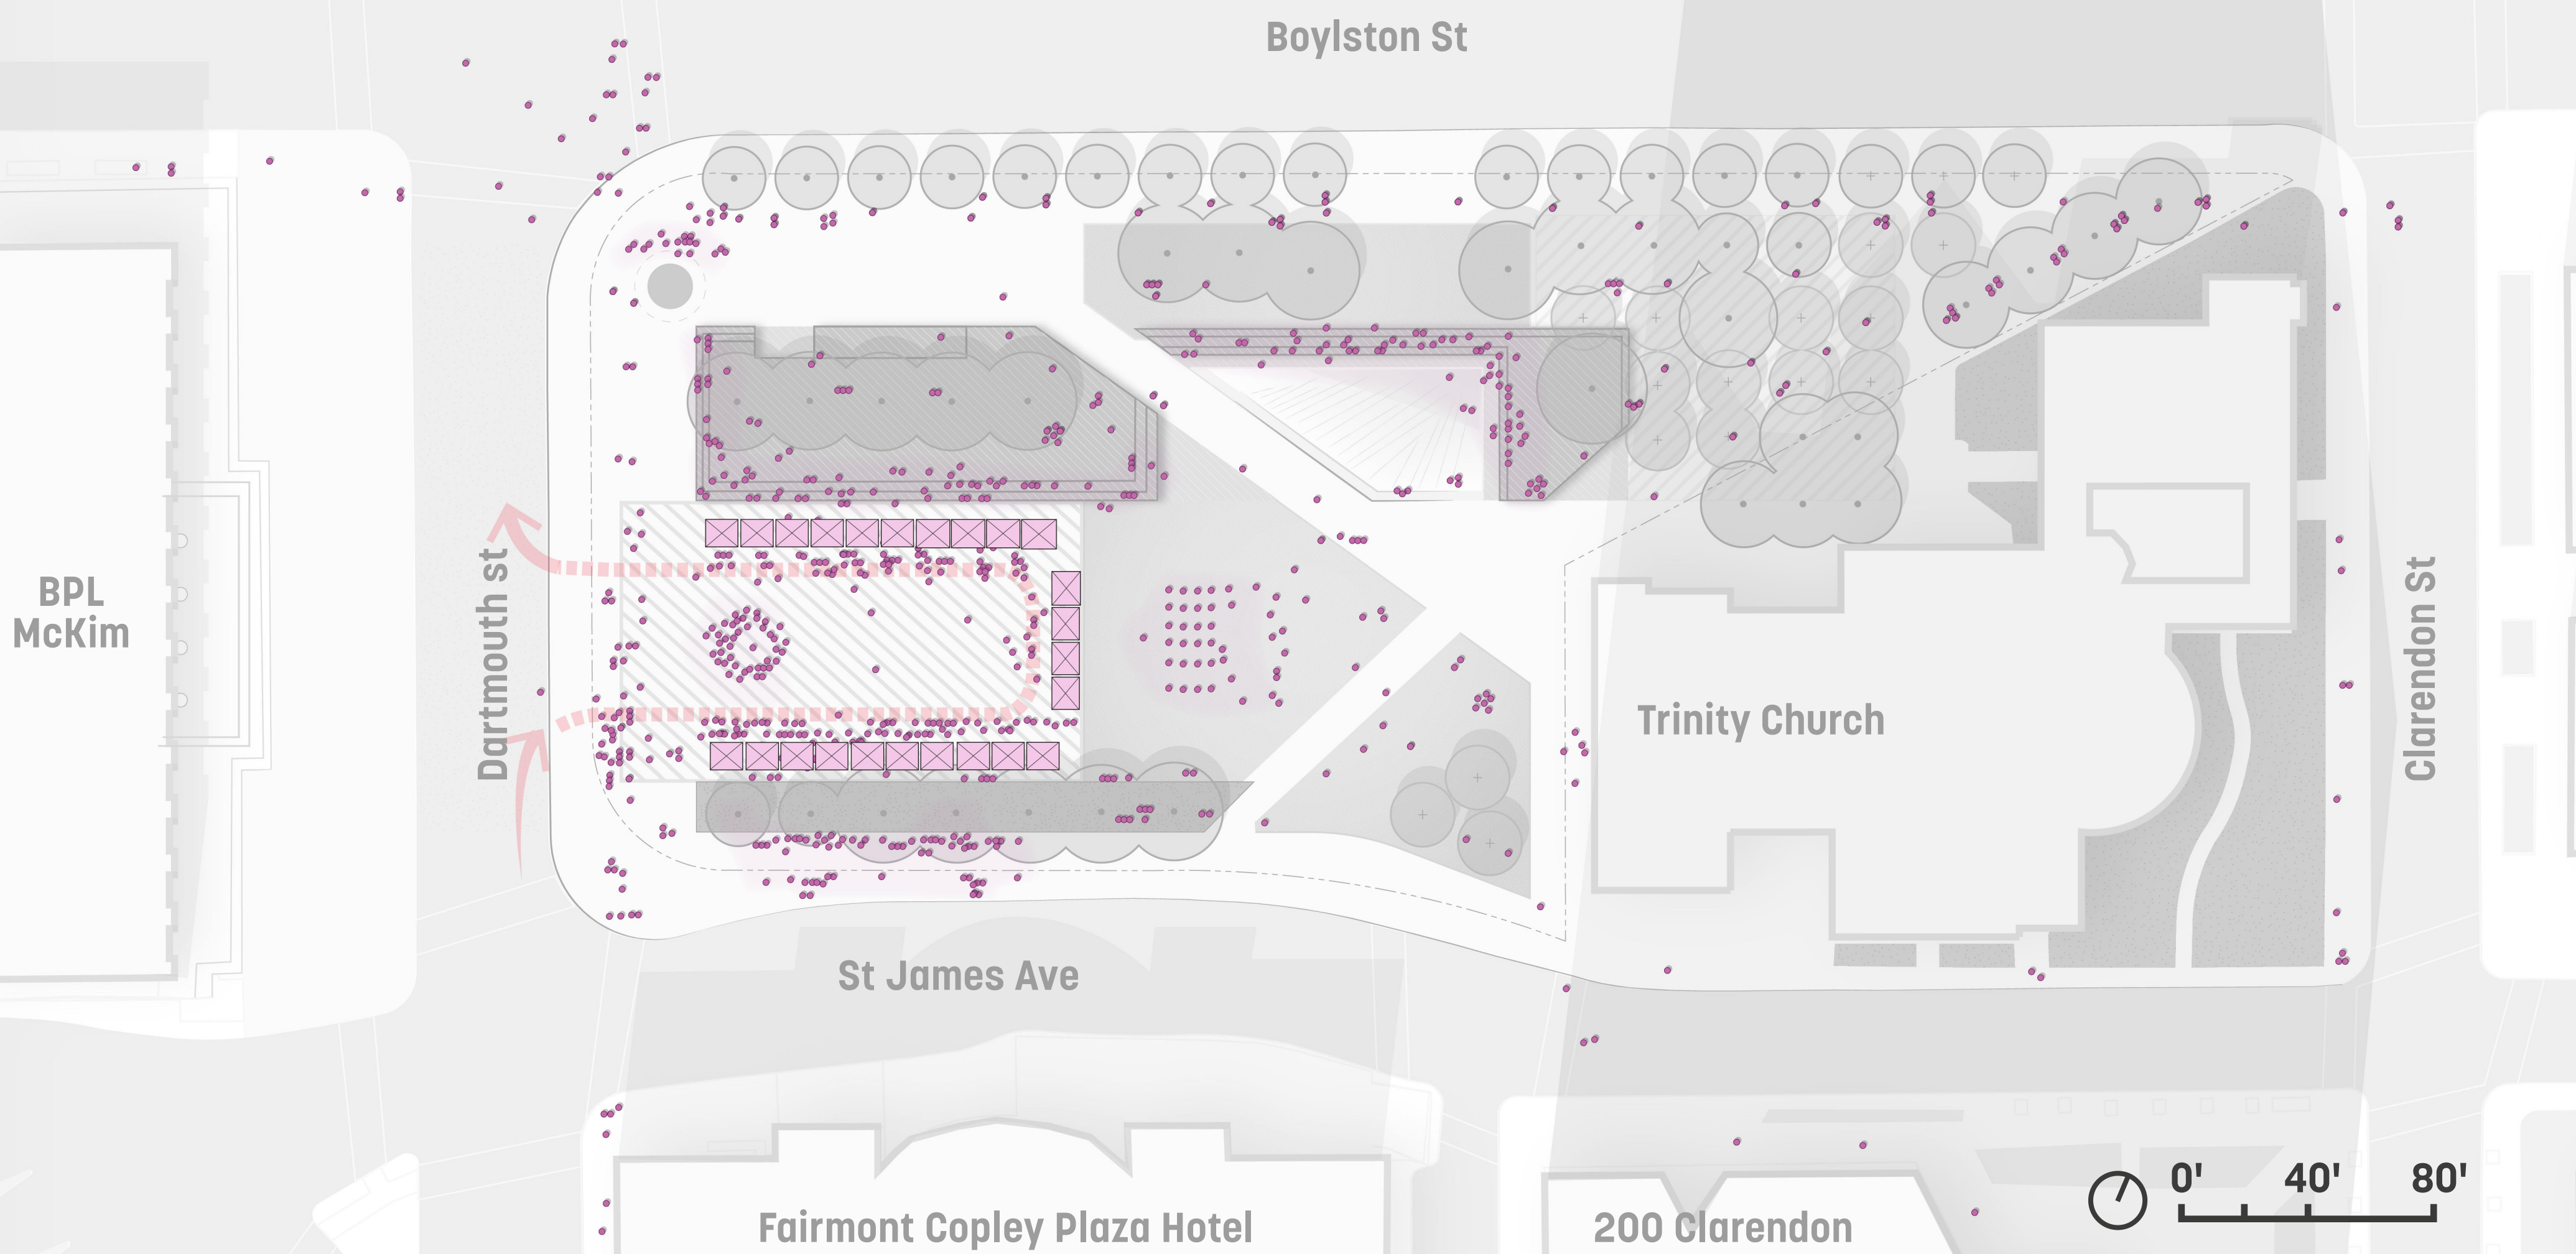 Boylston St
BPL
McKim
Dartmouth st
Trinity Church
Clarendon St
St James Ave
Fairmont Copley Plaza Hotel
200 Clarendon
0' 40' 80'